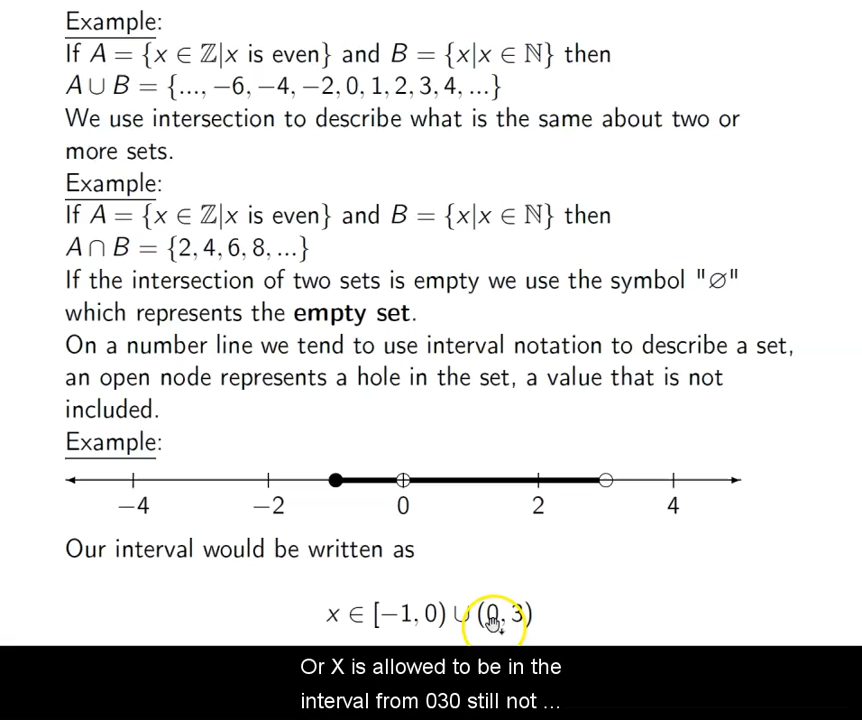 Example:
If A = {x ∈ ℤ|x is even} and B = {x|x ∈ ℕ} then
A ∪ B = {..., −6, −4, −2, 0, 1, 2, 3, 4, ...}
We use intersection to describe what is the same about two or
more sets.
Example:
If A = {x ∈ ℤ|x is even} and B = {x|x ∈ ℕ} then
A ∩ B = {2, 4, 6, 8, ...}
If the intersection of two sets is empty we use the symbol "∅"
which represents the empty set.
On a number line we tend to use interval notation to describe a set,
an open node represents a hole in the set, a value that is not
included.
Example:
−4 −2 0 2 4
Our interval would be written as
x ∈ [−1, 0) ∪ (0, 3)
Or X is allowed to be in the
interval from 030 still not ...